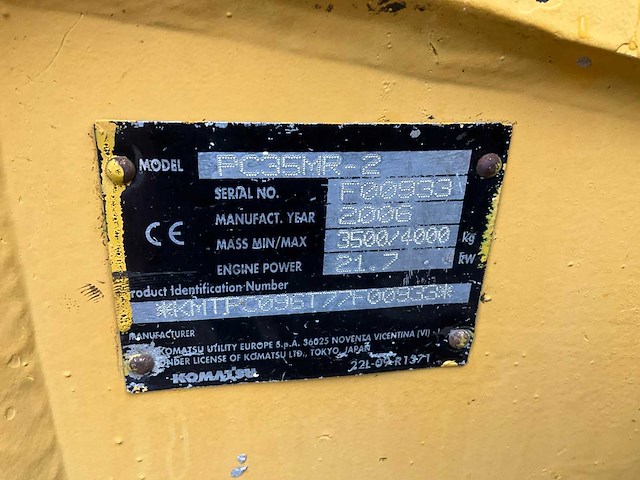 MODEL PC35MR-2
SERIAL NO. F00933
MANUFACT. YEAR 2006
CE MASS MIN/MAX 3500/4000 Kg
ENGINE POWER 21.7 KW
roduct Identification Number
*KMTPC096T77F00933*
MANUFACTURER
KOMATSU UTILITY EUROPE S.p.A. 36025 NOVENTA VICENTINA (VI)
UNDER LICENSE OF KOMATSU LTD., TOKYO, JAPAN
KOMATSU